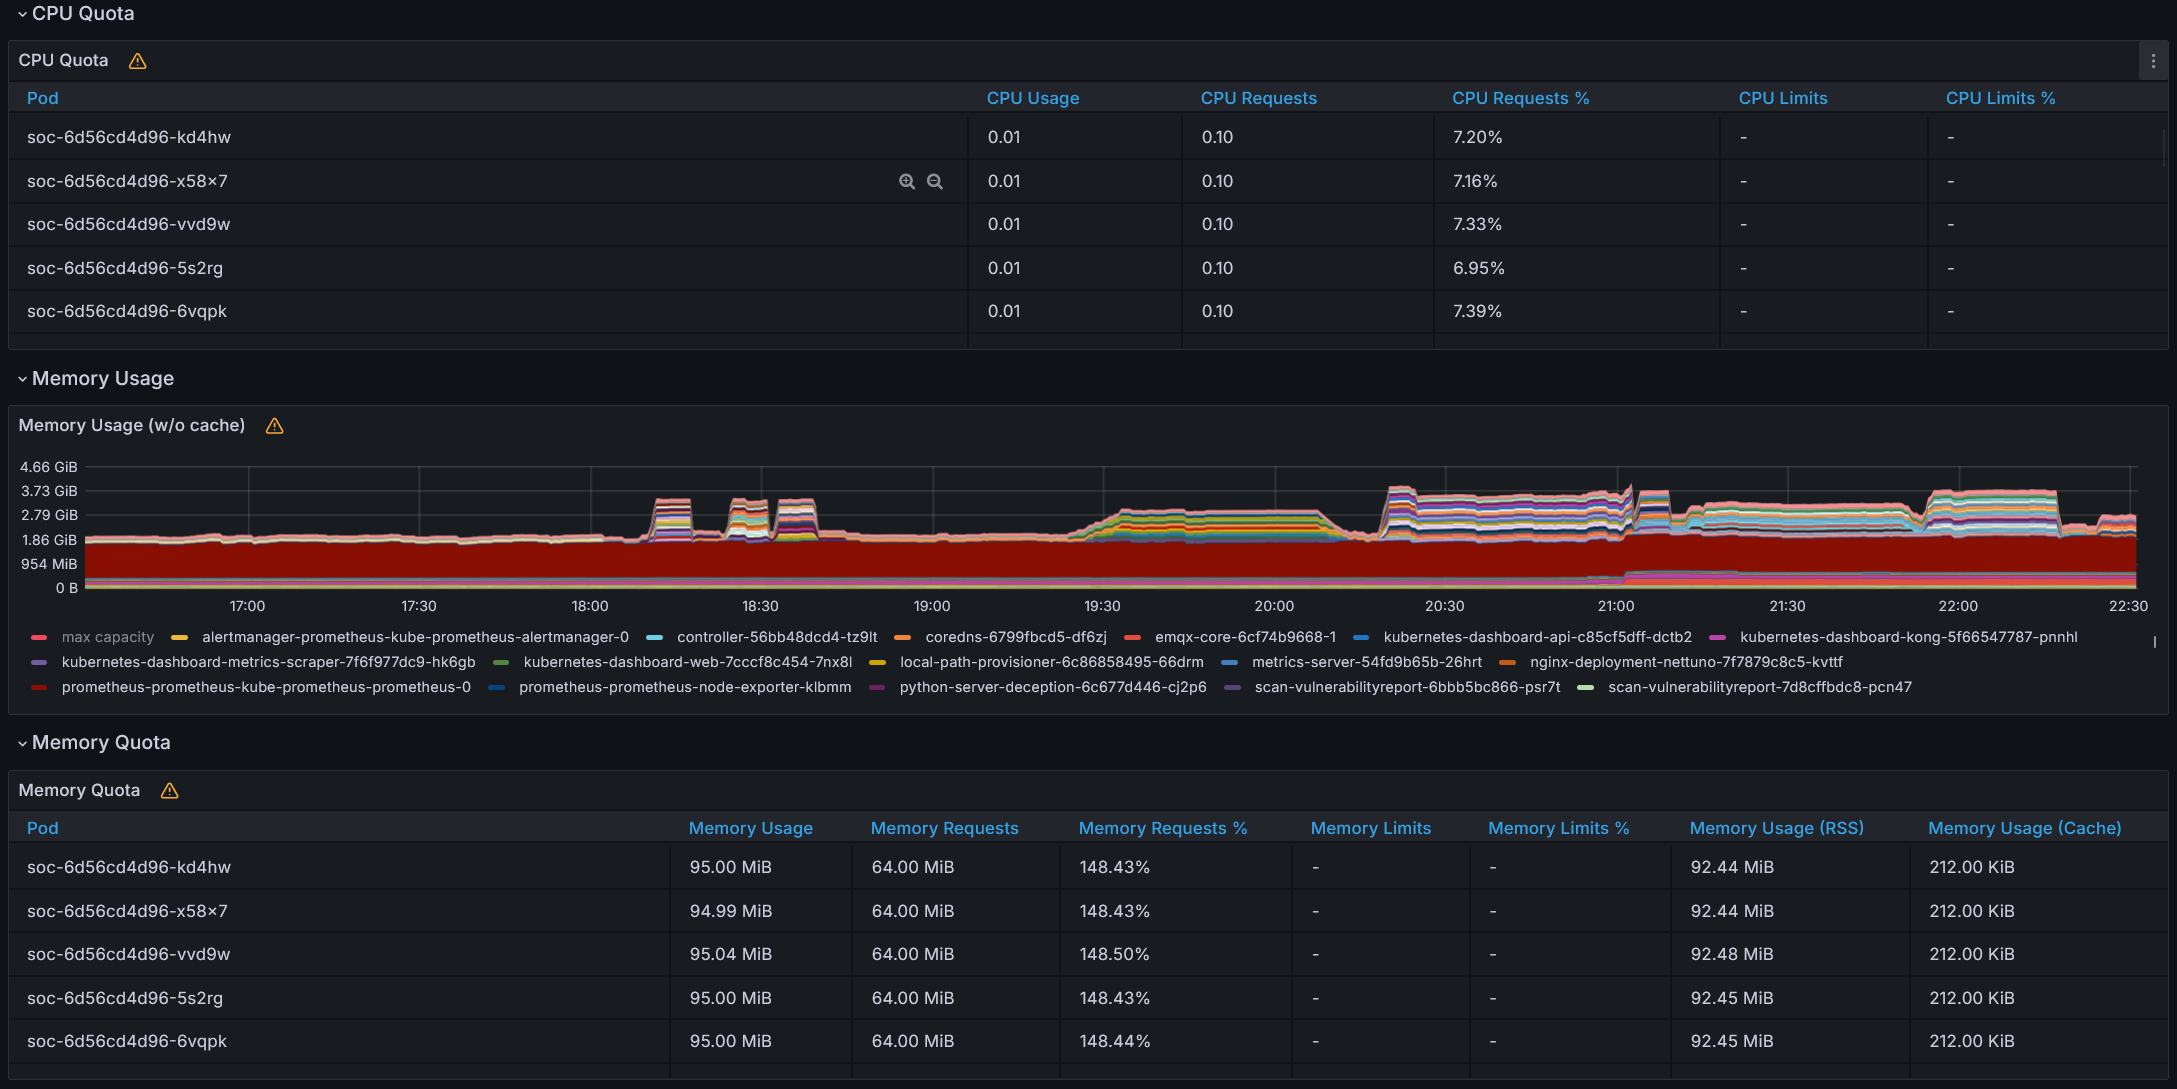 CPU Quota
CPU Quota
Pod CPU Usage CPU Requests CPU Requests % CPU Limits CPU Limits %
soc-6d56cd4d96-kd4hw 0.01 0.10 7.20% - -
soc-6d56cd4d96-x58x7 0.01 0.10 7.16% - -
soc-6d56cd4d96-vvd9w 0.01 0.10 7.33% - -
soc-6d56cd4d96-5s2rg 0.01 0.10 6.95% - -
soc-6d56cd4d96-6vqpk 0.01 0.10 7.39% - -
Memory Usage
Memory Usage (w/o cache)
4.66 GiB
3.73 GiB
2.79 GiB
1.86 GiB
954 MiB
0 B
17:00 17:30 18:00 18:30 19:00 19:30 20:00 20:30 21:00 21:30 22:00 22:30
max capacity alertmanager-prometheus-kube-prometheus-alertmanager-0 controller-56bb48dcd4-tz9lt coredns-6799fbcd5-df6zj emqx-core-6cf74b9668-1 kubernetes-dashboard-api-c85cf5dff-dctb2 kubernetes-dashboard-kong-5f66547787-pnnhl
kubernetes-dashboard-metrics-scraper-7f6f977dc9-hk6gb kubernetes-dashboard-web-7cccf8c454-7nx8l local-path-provisioner-6c86858495-66drm metrics-server-54fd9b65b-26hrt nginx-deployment-nettuno-7f7879c8c5-kvttf
prometheus-prometheus-kube-prometheus-prometheus-0 prometheus-prometheus-node-exporter-klbmm python-server-deception-6c677d446-cj2p6 scan-vulnerabilityreport-6bbb5bc866-psr7t scan-vulnerabilityreport-7d8cffbdc8-pcn47
Memory Quota
Memory Quota
Pod Memory Usage Memory Requests Memory Requests % Memory Limits Memory Limits % Memory Usage (RSS) Memory Usage (Cache)
soc-6d56cd4d96-kd4hw 95.00 MiB 64.00 MiB 148.43% - - 92.44 MiB 212.00 KiB
soc-6d56cd4d96-x58x7 94.99 MiB 64.00 MiB 148.43% - - 92.44 MiB 212.00 KiB
soc-6d56cd4d96-vvd9w 95.04 MiB 64.00 MiB 148.50% - - 92.48 MiB 212.00 KiB
soc-6d56cd4d96-5s2rg 95.00 MiB 64.00 MiB 148.43% - - 92.45 MiB 212.00 KiB
soc-6d56cd4d96-6vqpk 95.00 MiB 64.00 MiB 148.44% - - 92.45 MiB 212.00 KiB